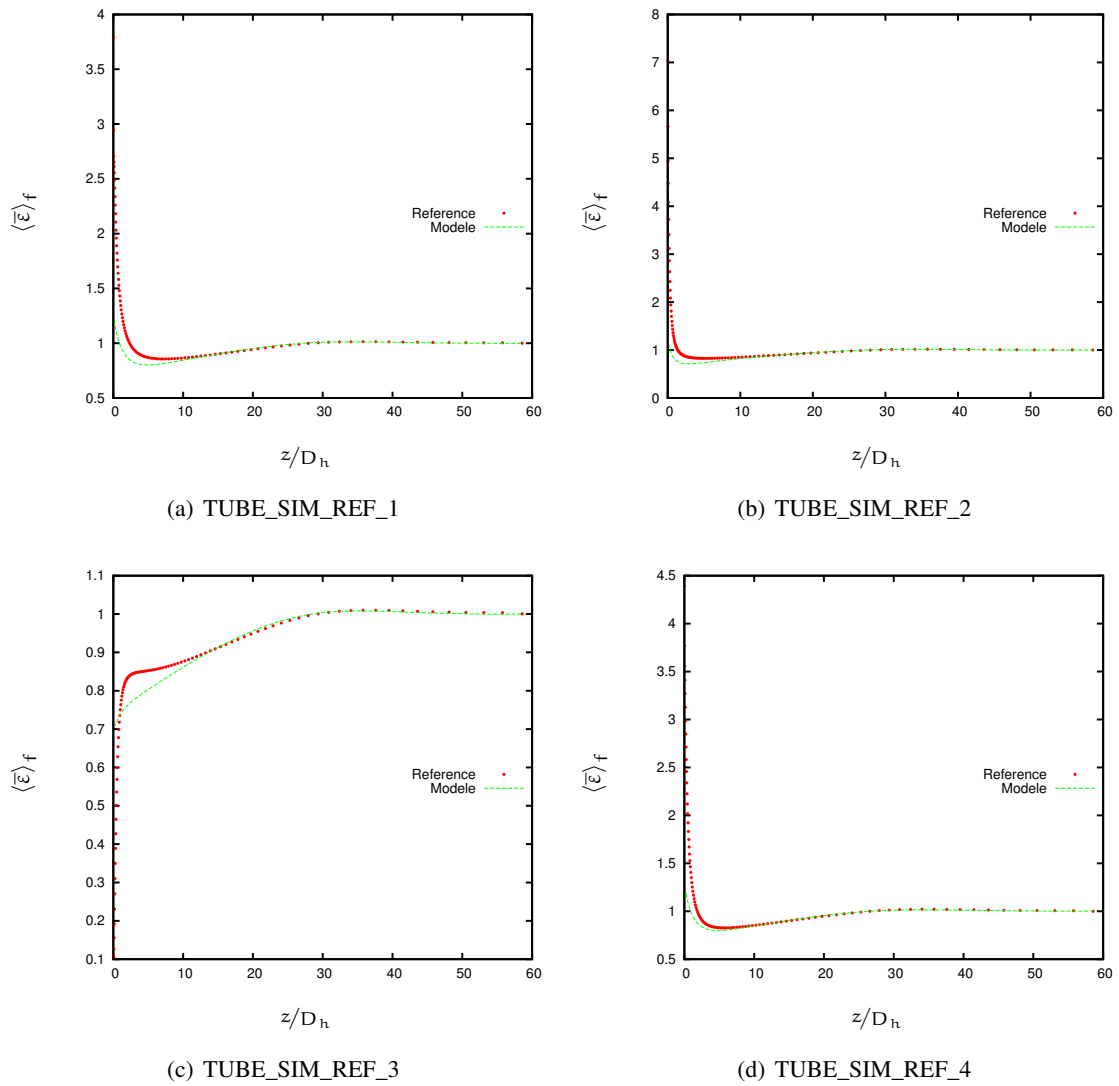 4
3.5
3
2.5
2
1.5
1
0.5
⟨ε̅⟩f
Reference
Modele
0 10 20 30 40 50 60
z/Dh
(a) TUBE_SIM_REF_1
8
7
6
5
4
3
2
1
0
⟨ε̅⟩f
Reference
Modele
0 10 20 30 40 50 60
z/Dh
(b) TUBE_SIM_REF_2
1.1
1
0.9
0.8
0.7
0.6
0.5
0.4
0.3
0.2
0.1
⟨ε̅⟩f
Reference
Modele
0 10 20 30 40 50 60
z/Dh
(c) TUBE_SIM_REF_3
4.5
4
3.5
3
2.5
2
1.5
1
0.5
⟨ε̅⟩f
Reference
Modele
0 10 20 30 40 50 60
z/Dh
(d) TUBE_SIM_REF_4